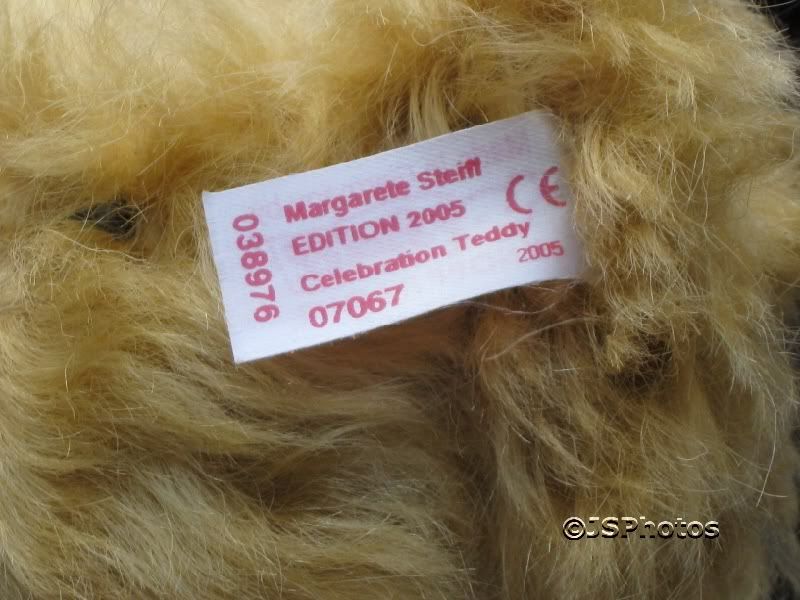 038976
Margarete Steiff
EDITION 2005
CE
Celebration Teddy
2005
07067
©JSPhotos